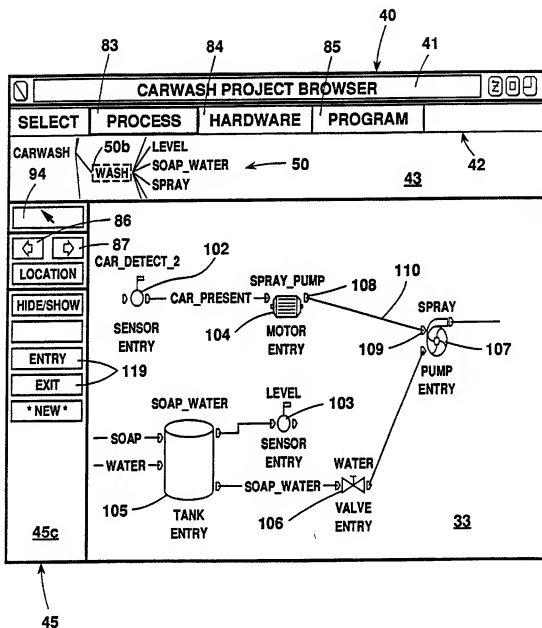 40
83
84
85
41
CARWASH PROJECT BROWSER
Z
SELECT PROCESS HARDWARE PROGRAM
CARWASH
50b
LEVEL
WASH
SOAP_WATER
SPRAY
50
42
43
94
86
87
LOCATION
HIDE/SHOW
ENTRY
119
EXIT
*NEW*
45c
45
CAR_DETECT_2
102
CAR_PRESENT
SENSOR
ENTRY
SPRAY_PUMP
108
104
MOTOR
ENTRY
110
SPRAY
109
107
PUMP
ENTRY
SOAP_WATER
LEVEL
103
SENSOR
ENTRY
SOAP
WATER
105
TANK
ENTRY
SOAP_WATER
WATER
106
VALVE
ENTRY
33